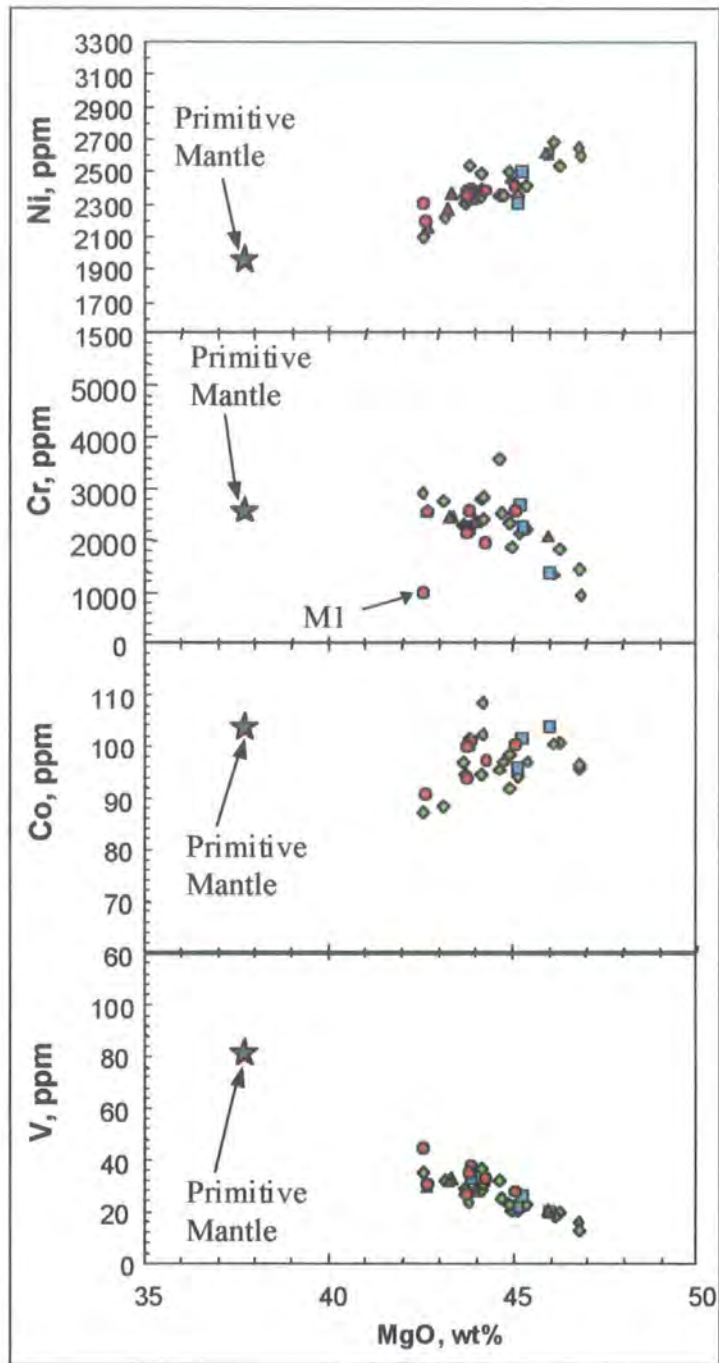 3300
3100
2900
2700
2500
2300
2100
1900
1700
1500
Ni, ppm
Primitive
Mantle
5000
4000
3000
2000
1000
0
Cr, ppm
Primitive
Mantle
M1
110
100
90
80
70
60
Co, ppm
Primitive
Mantle
100
80
60
40
20
0
V, ppm
Primitive
Mantle
35
40
45
50
MgO, wt%